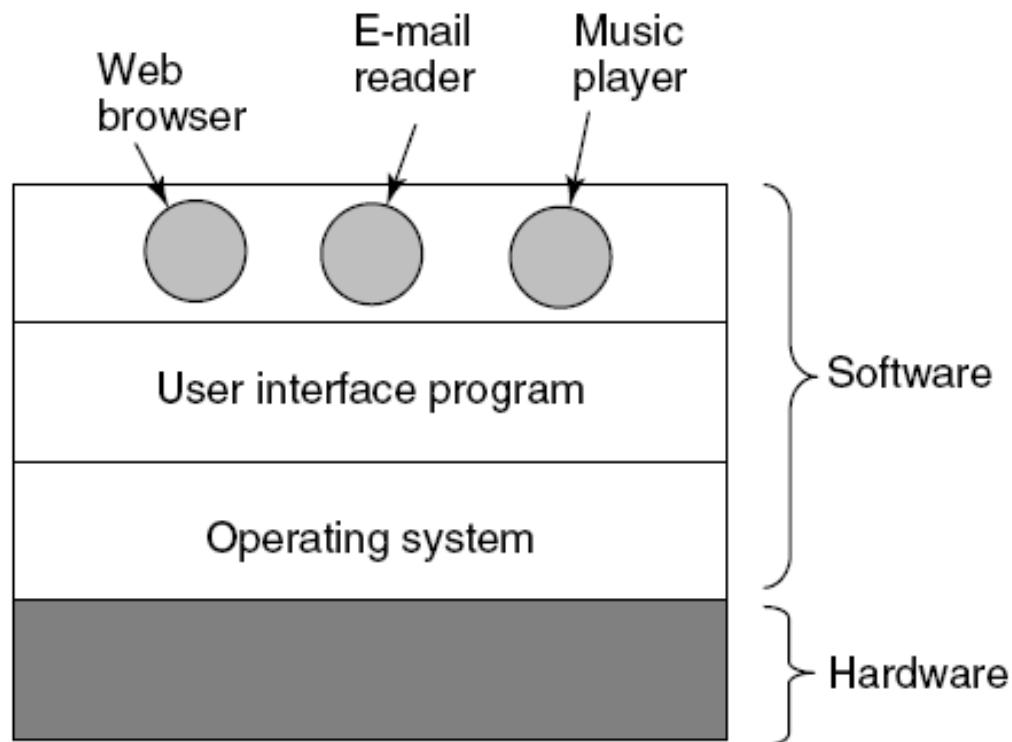 Web
browser
E-mail
reader
Music
player
User interface program
Operating system
Software
Hardware